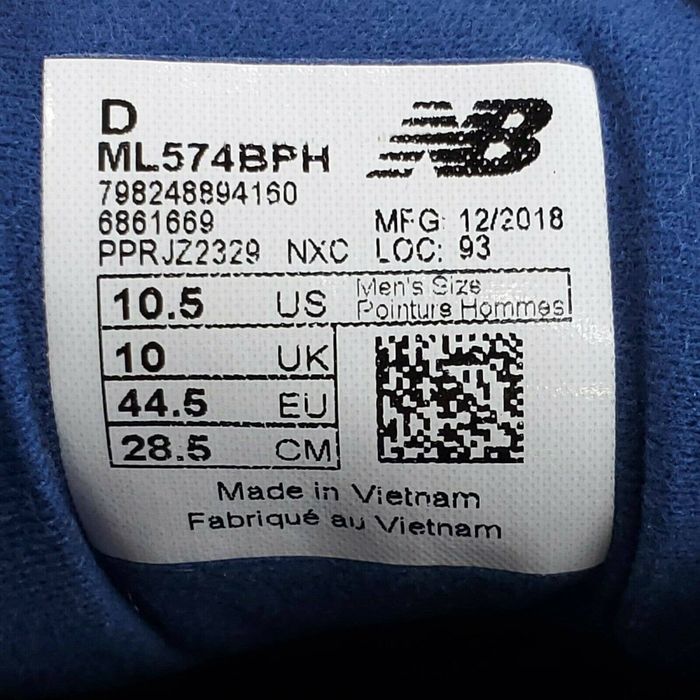 D
ML574BPH
NB
798248894160
6861669
MFG: 12/2018
PPRJZ2329 NXC LOC: 93
10.5 US Men's Size
Pointure Hommes
10 UK
44.5 EU
28.5 CM
Made in Vietnam
Fabriqué au Vietnam